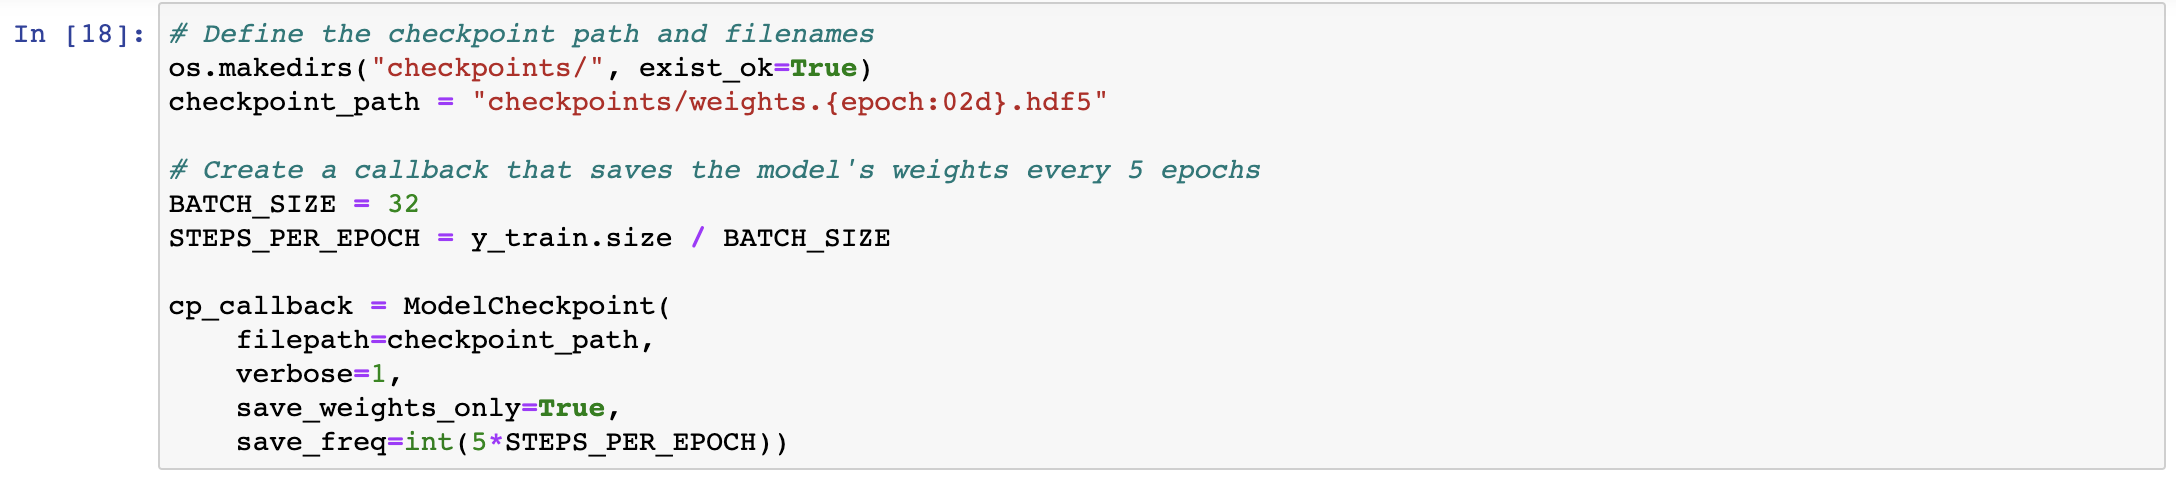 In [18]: # Define the checkpoint path and filenames
os.makedirs("checkpoints/", exist_ok=True)
checkpoint_path = "checkpoints/weights.{epoch:02d}.hdf5"
# Create a callback that saves the model's weights every 5 epochs
BATCH_SIZE = 32
STEPS_PER_EPOCH = y_train.size / BATCH_SIZE
cp_callback = ModelCheckpoint(
    filepath=checkpoint_path,
    verbose=1,
    save_weights_only=True,
    save_freq=int(5*STEPS_PER_EPOCH))